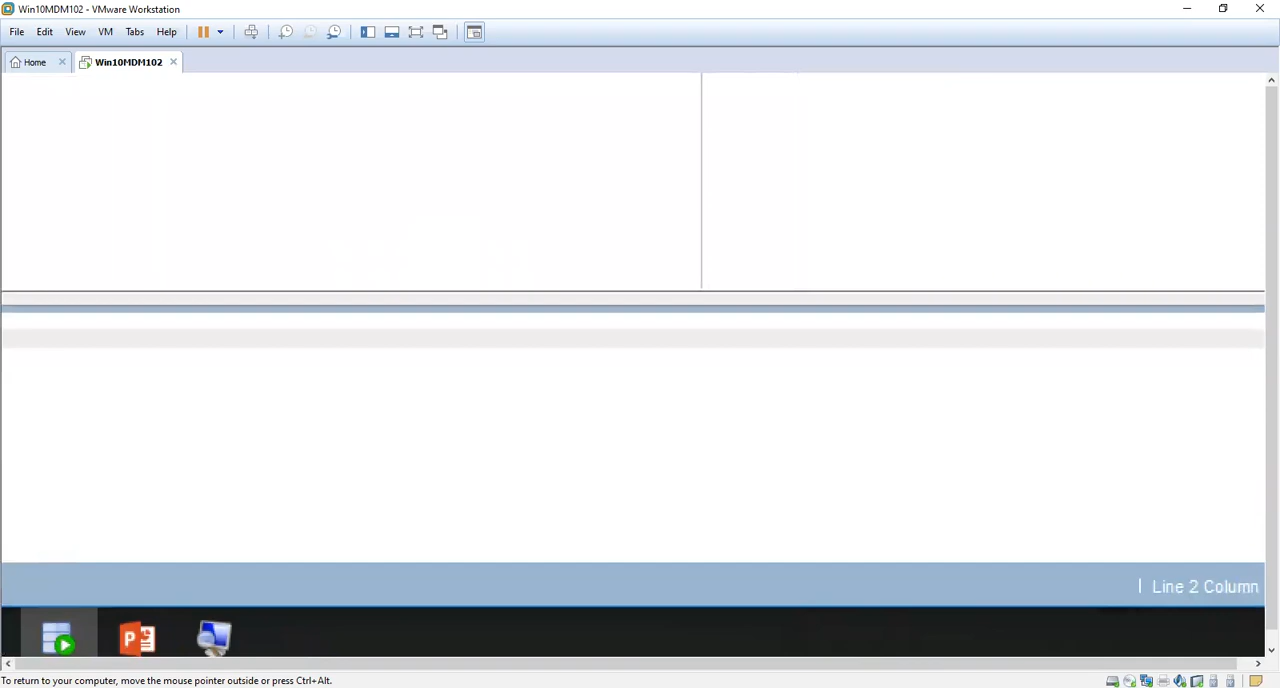 Win10MDM102 - VMware Workstation
File Edit View VM Tabs Help
Home Win10MDM102
Line 2 Column
P
To return to your computer, move the mouse pointer outside or press Ctrl+Alt.